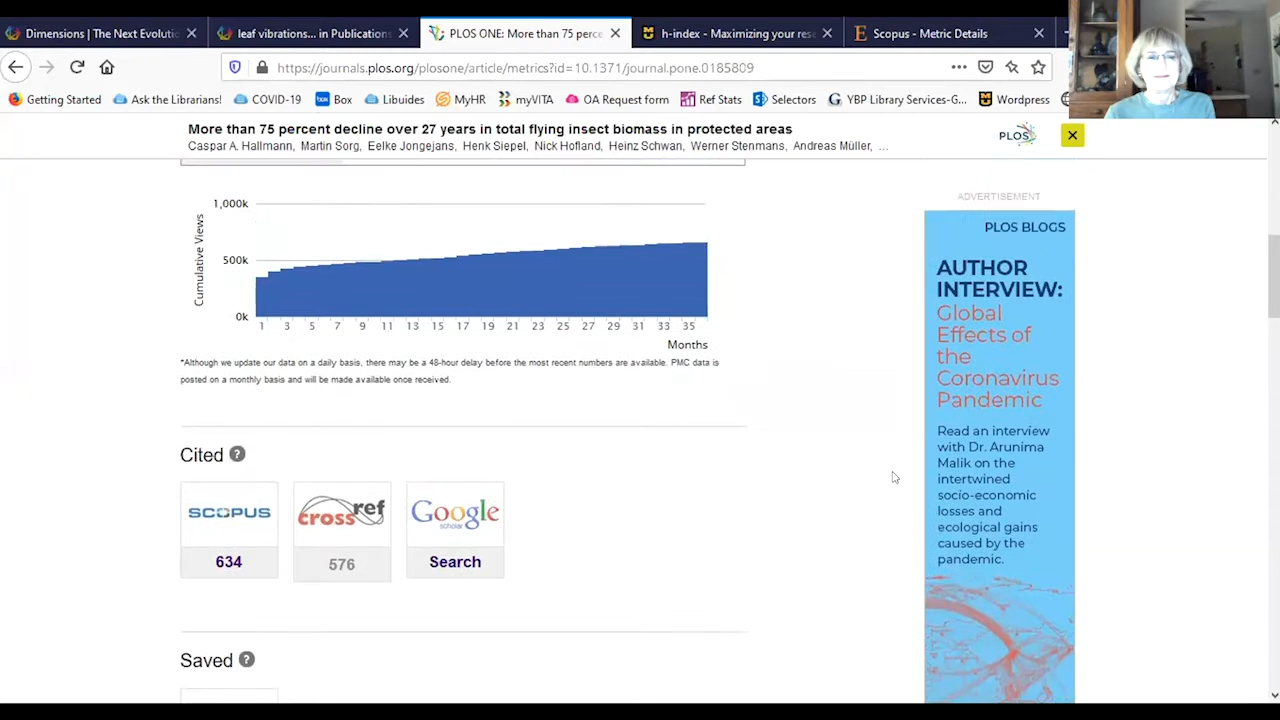 Dimensions | The Next Evolutic
leaf vibrations... in Publications
PLOS ONE: More than 75 perce
h-index - Maximizing your rese
Scopus - Metric Details
https://journals.plos.org/plosone/article/metrics?id=10.1371/journal.pone.0185809
Getting Started
Ask the Librarians!
COVID-19
box
Box
Libuides
MyHR
myVITA
OA Request form
Ref Stats
Selectors
YBP Library Services-G...
Wordpress
More than 75 percent decline over 27 years in total flying insect biomass in protected areas
PLOS
Caspar A. Hallmann, Martin Sorg, Eelke Jongejans, Henk Siepel, Nick Hofland, Heinz Schwan, Werner Stenmans, Andreas Müller, ...
1,000k
500k
0k
Cumulative Views
1 3 5 7 9 11 13 15 17 19 21 23 25 27 29 31 33 35
Months
*Although we update our data on a daily basis, there may be a 48-hour delay before the most recent numbers are available. PMC data is
posted on a monthly basis and will be made available once received.
Cited ?
SCOPUS
634
crossref
576
Google
scholar
Search
Saved ?
ADVERTISEMENT
PLOS BLOGS
AUTHOR
INTERVIEW:
Global
Effects of
the
Coronavirus
Pandemic
Read an interview
with Dr. Arunima
Malik on the
intertwined
socio-economic
losses and
ecological gains
caused by the
pandemic.